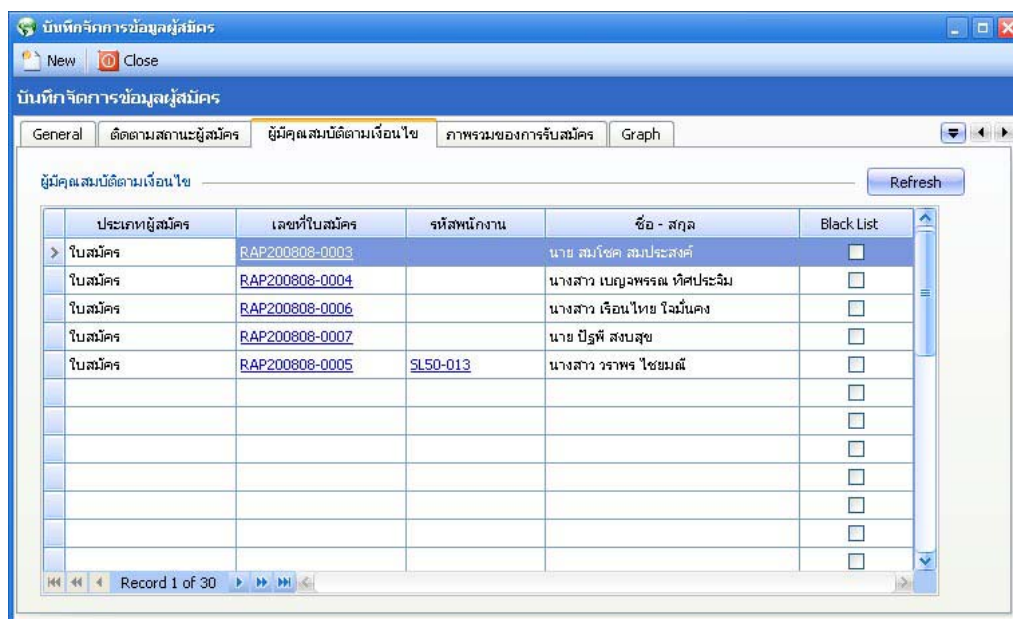 บันทึกจัดการข้อมูลผู้สมัคร
New Close
บันทึกจัดการข้อมูลผู้สมัคร
General ติดตามสถานะผู้สมัคร ผู้มีคุณสมบัติตามเงื่อนไข ภาพรวมของการรับสมัคร Graph
ผู้มีคุณสมบัติตามเงื่อนไข Refresh
ประเภทผู้สมัคร เลขที่ใบสมัคร รหัสพนักงาน ชื่อ - สกุล Black List
ใบสมัคร RAP200808-0003 นาย สมโชค สมประสงค์
ใบสมัคร RAP200808-0004 นางสาว เบญจพรรณ ทิศประจิม
ใบสมัคร RAP200808-0006 นางสาว เรือนไทย ใจมั่นคง
ใบสมัคร RAP200808-0007 นาย ปัฐพี สงบสุข
ใบสมัคร RAP200808-0005 SL50-013 นางสาว วราพร ไชยมณี
Record 1 of 30